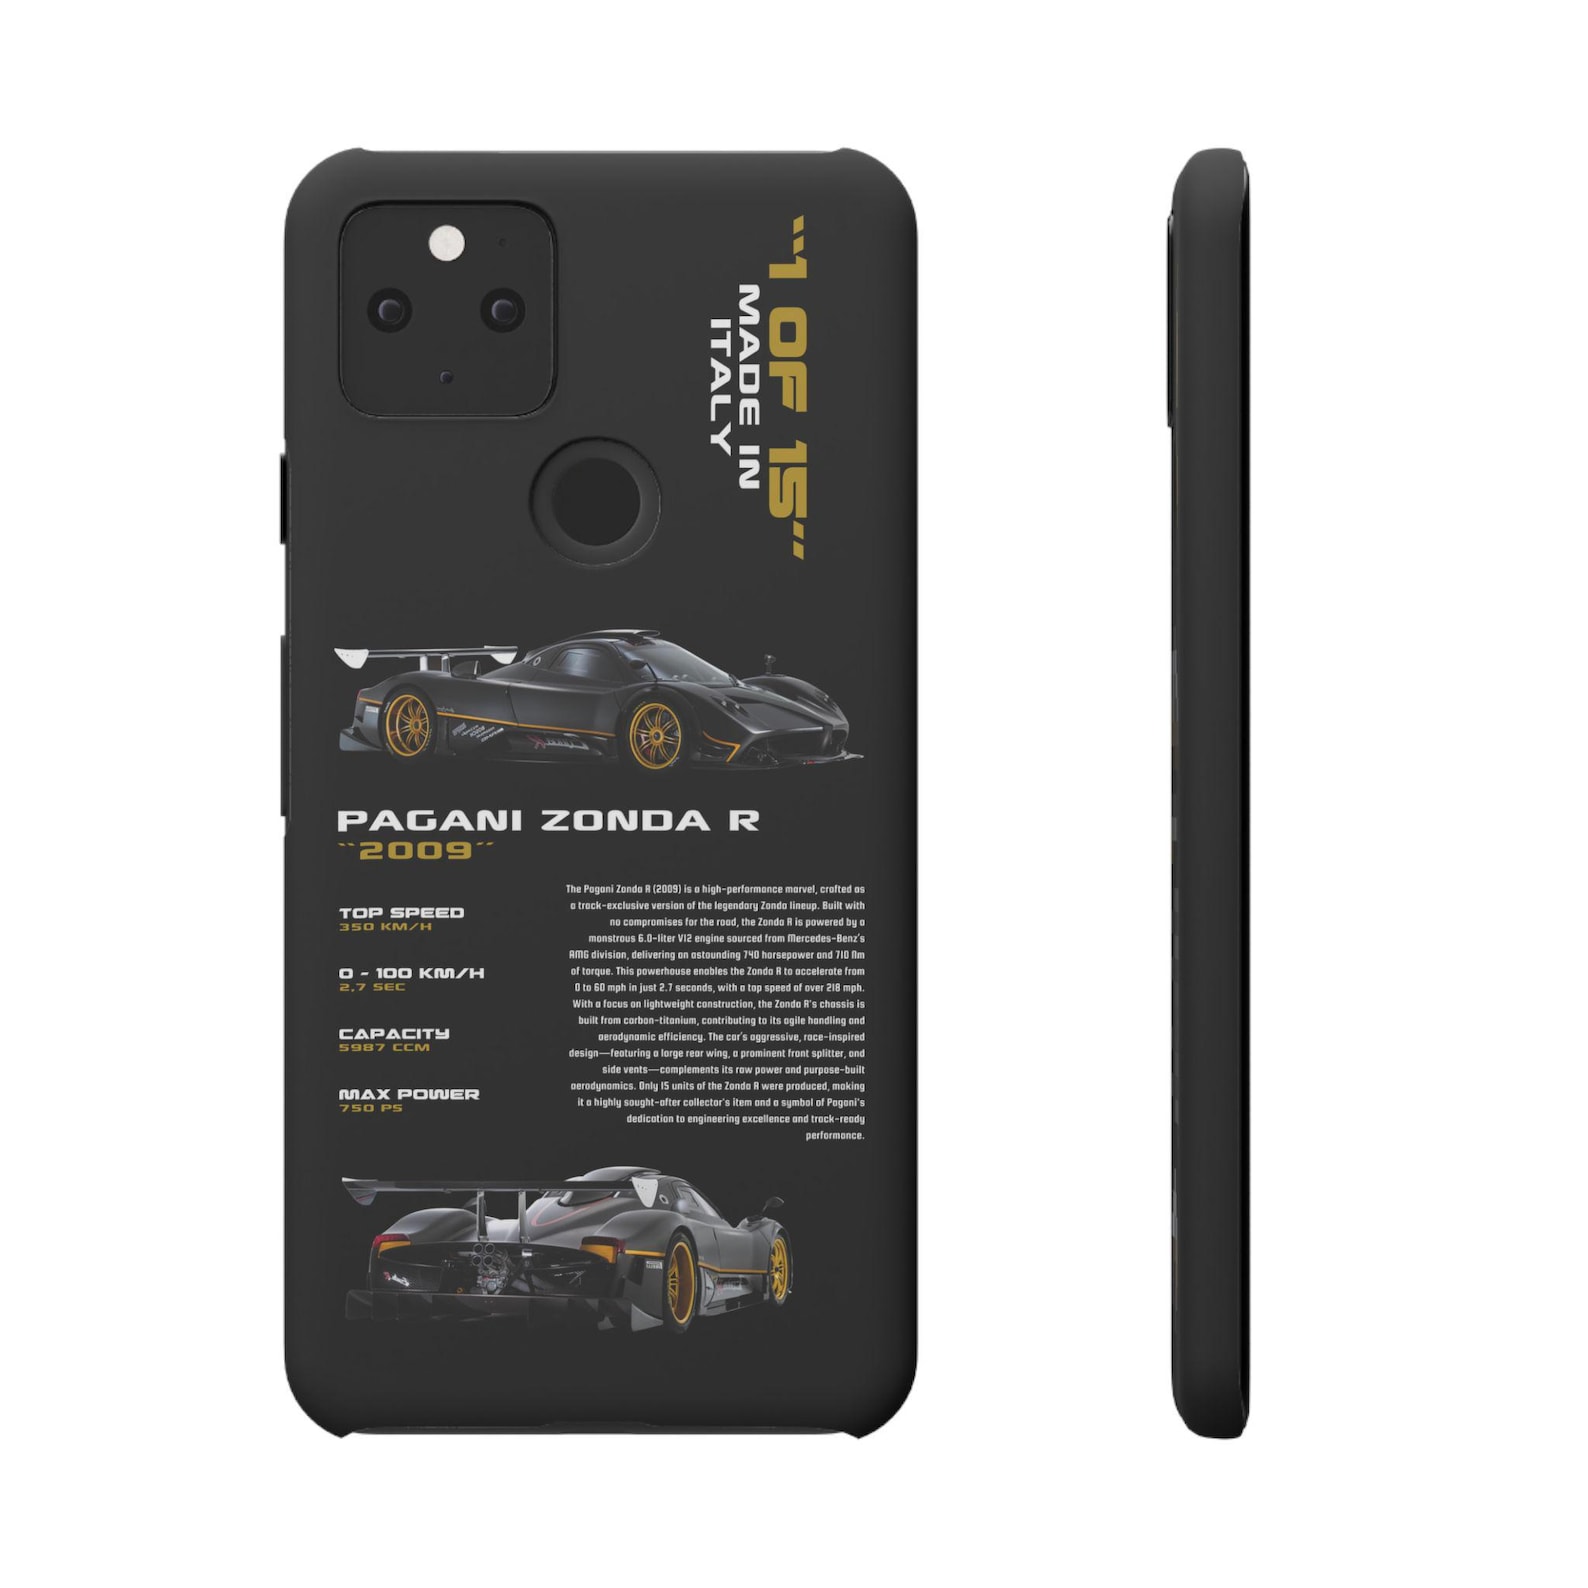 “1 OF 15”
MADE IN
ITALY
PAGANI ZONDA R
“2009”
TOP SPEED
350 KM/H
0 - 100 KM/H
2,7 SEC
CAPACITY
5987 CCM
MAX POWER
750 PS
The Pagani Zonda R (2009) is a high-performance marvel, crafted as
a track-exclusive version of the legendary Zonda lineup. Built with
no compromises for the road, the Zonda R is powered by a
monstrous 6.0-liter V12 engine sourced from Mercedes-Benz's
AMG division, delivering an astounding 740 horsepower and 710 Nm
of torque. This powerhouse enables the Zonda R to accelerate from
0 to 60 mph in just 2.7 seconds, with a top speed of over 218 mph.
With a focus on lightweight construction, the Zonda R's chassis is
built from carbon-titanium, contributing to its agile handling and
aerodynamic efficiency. The car's aggressive, race-inspired
design—featuring a large rear wing, a prominent front splitter, and
side vents—complements its raw power and purpose-built
aerodynamics. Only 15 units of the Zonda R were produced, making
it a highly sought-after collector's item and a symbol of Pagani's
dedication to engineering excellence and track-ready
performance.